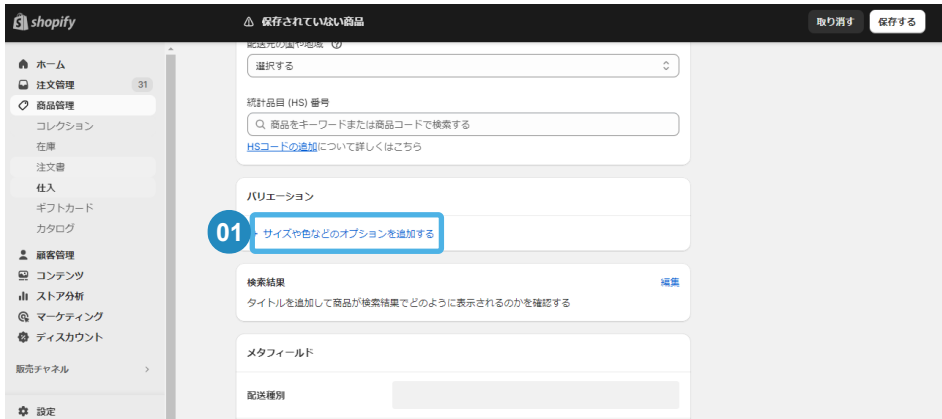 shopify
保存されていない商品
取り消す
保存する
ホーム
注文管理 31
商品管理
コレクション
在庫
注文書
仕入
ギフトカード
カタログ
顧客管理
コンテンツ
ストア分析
マーケティング
ディスカウント
販売チャネル
設定
配送元の国や地域
選択する
統計品目 (HS) 番号
商品をキーワードまたは商品コードで検索する
HSコードの追加について詳しくはこちら
バリエーション
01
サイズや色などのオプションを追加する
検索結果 編集
タイトルを追加して商品が検索結果でどのように表示されるのかを確認する
メタフィールド
配送種別